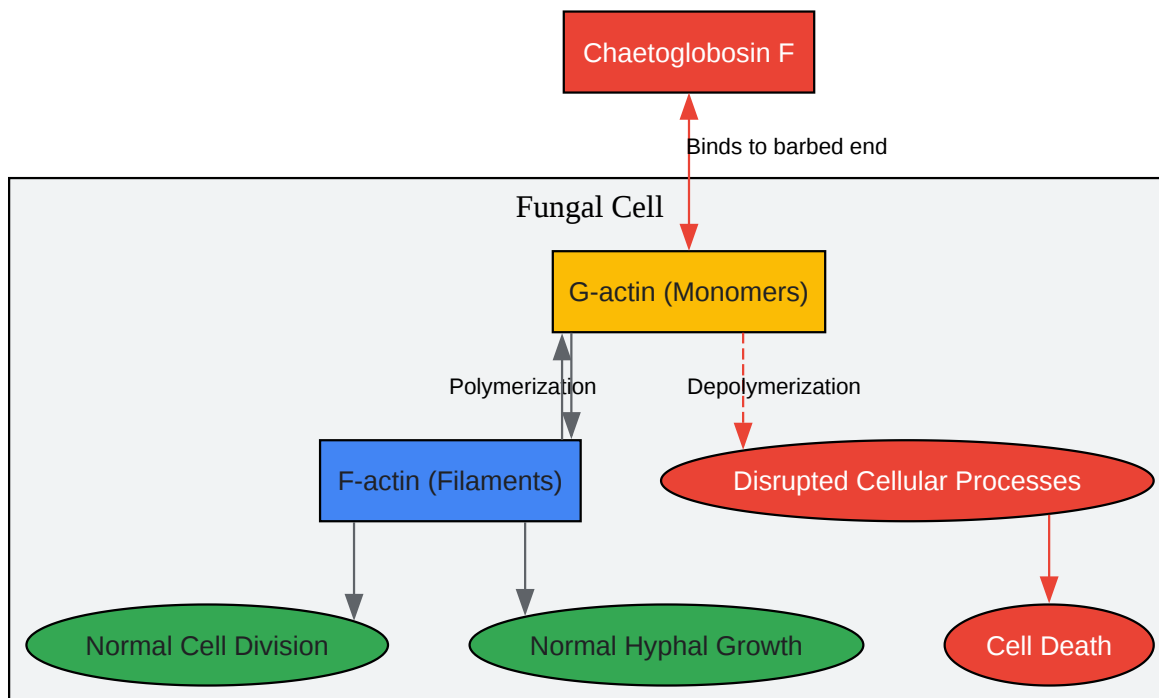 Chaetoglobosin F
Binds to barbed end
Fungal Cell
G-actin (Monomers)
Polymerization
Depolymerization
F-actin (Filaments)
Disrupted Cellular Processes
Normal Cell Division
Normal Hyphal Growth
Cell Death